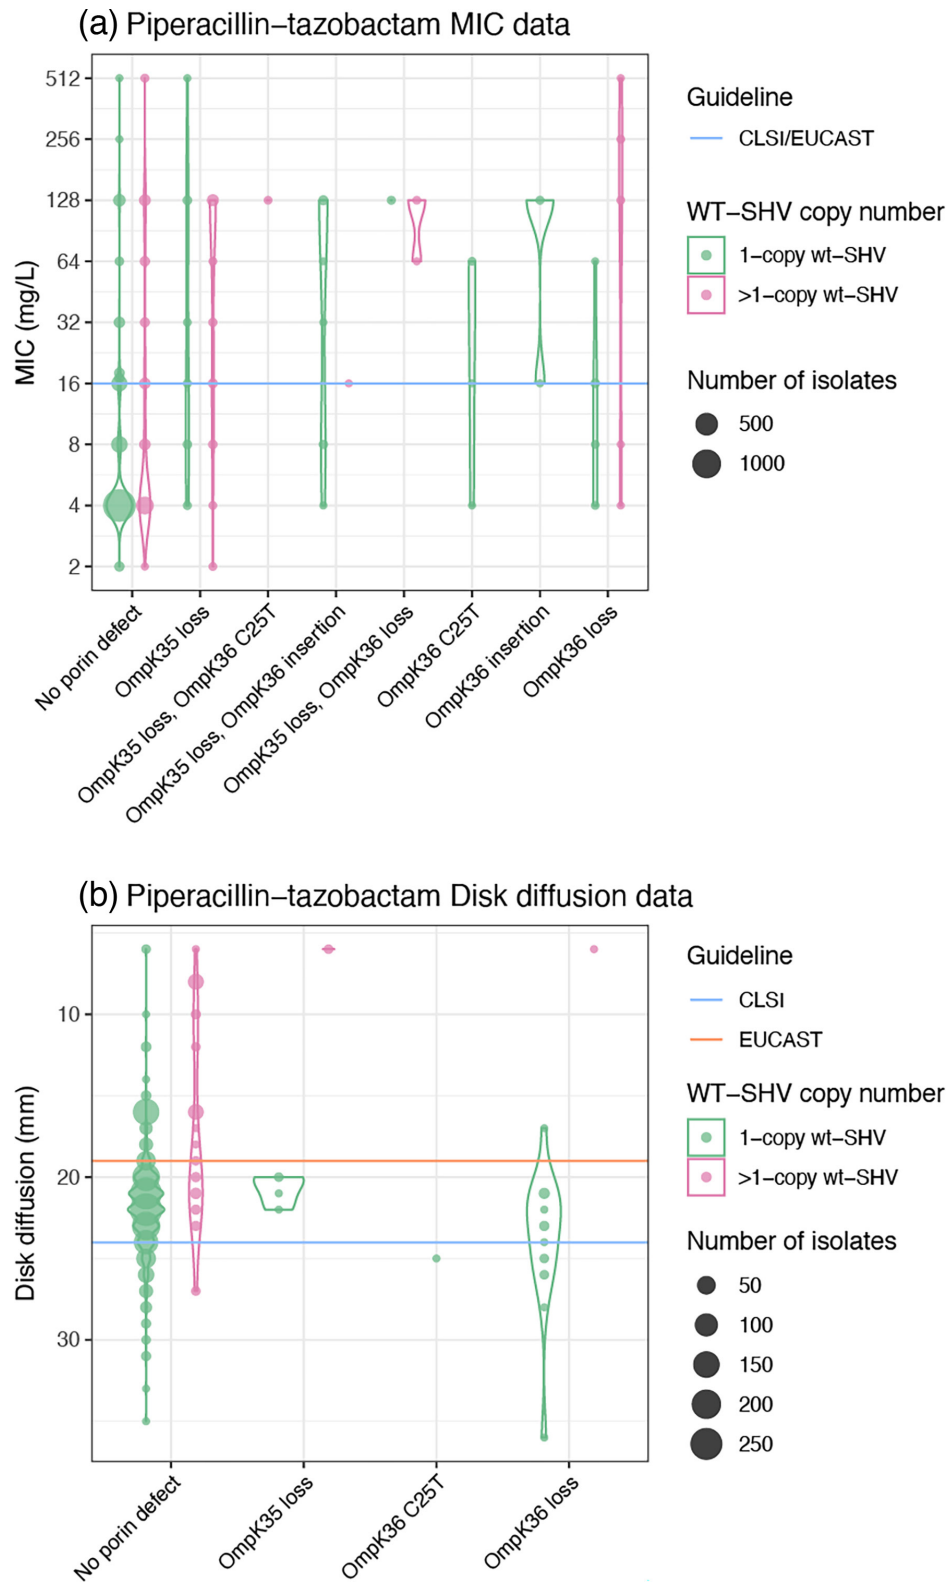 (a) Piperacillin–tazobactam MIC data
MIC (mg/L)
512
256
128
64
32
16
8
4
2
No porin defect
OmpK35 loss
OmpK35 loss, OmpK36 C25T
OmpK35 loss, OmpK36 insertion
OmpK35 loss, OmpK36 loss
OmpK36 C25T
OmpK36 insertion
OmpK36 loss
Guideline
CLSI/EUCAST
WT–SHV copy number
1–copy wt–SHV
>1–copy wt–SHV
Number of isolates
500
1000
(b) Piperacillin–tazobactam Disk diffusion data
Disk diffusion (mm)
10
20
30
No porin defect
OmpK35 loss
OmpK36 C25T
OmpK36 loss
Guideline
CLSI
EUCAST
WT–SHV copy number
1–copy wt–SHV
>1–copy wt–SHV
Number of isolates
50
100
150
200
250